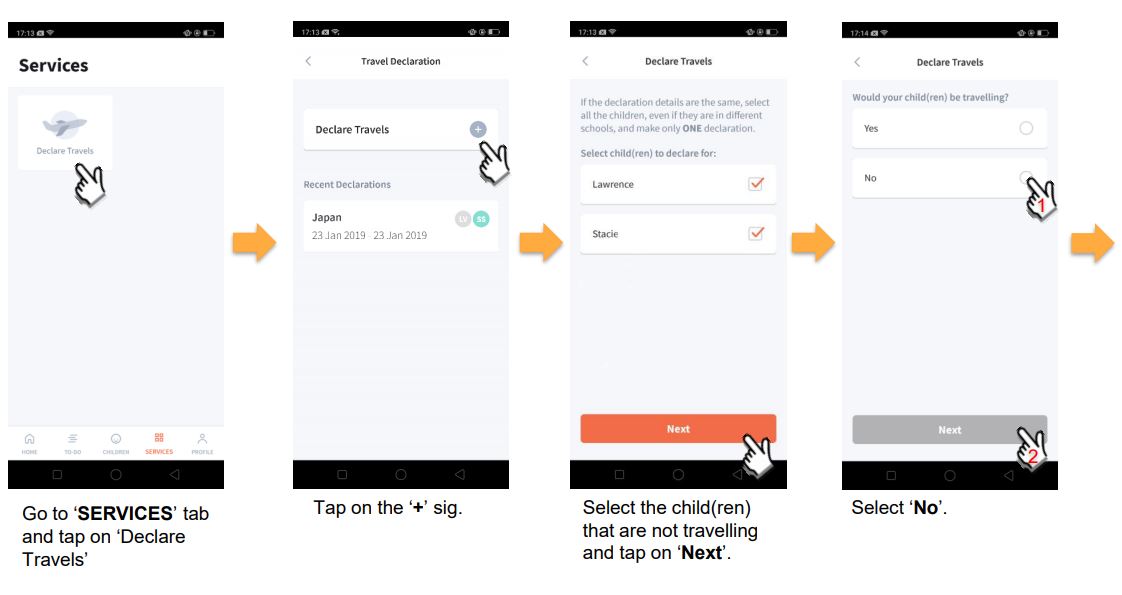 17:13
Services
Declare Travels
HOME
TO-DO
CHILDREN
SERVICES
PROFILE
Go to ‘SERVICES’ tab
and tap on ‘Declare
Travels’
17:13
Travel Declaration
Declare Travels
+
Recent Declarations
Japan
LV
SS
23 Jan 2019 - 23 Jan 2019
Tap on the ‘+’ sig.
17:13
Declare Travels
If the declaration details are the same, select
all the children, even if they are in different
schools, and make only ONE declaration.
Select child(ren) to declare for:
Lawrence
Stacie
Next
Select the child(ren)
that are not travelling
and tap on ‘Next’.
17:14
Declare Travels
Would your child(ren) be travelling?
Yes
No
1
Next
2
Select ‘No’.